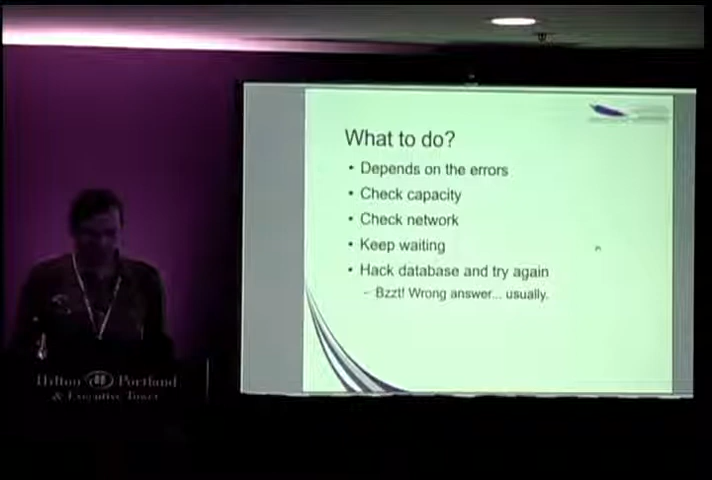 What to do?
• Depends on the errors
• Check capacity
• Check network
• Keep waiting
• Hack database and try again
– Bzzt! Wrong answer... usually.
Hilton Portland
& Executive Tower